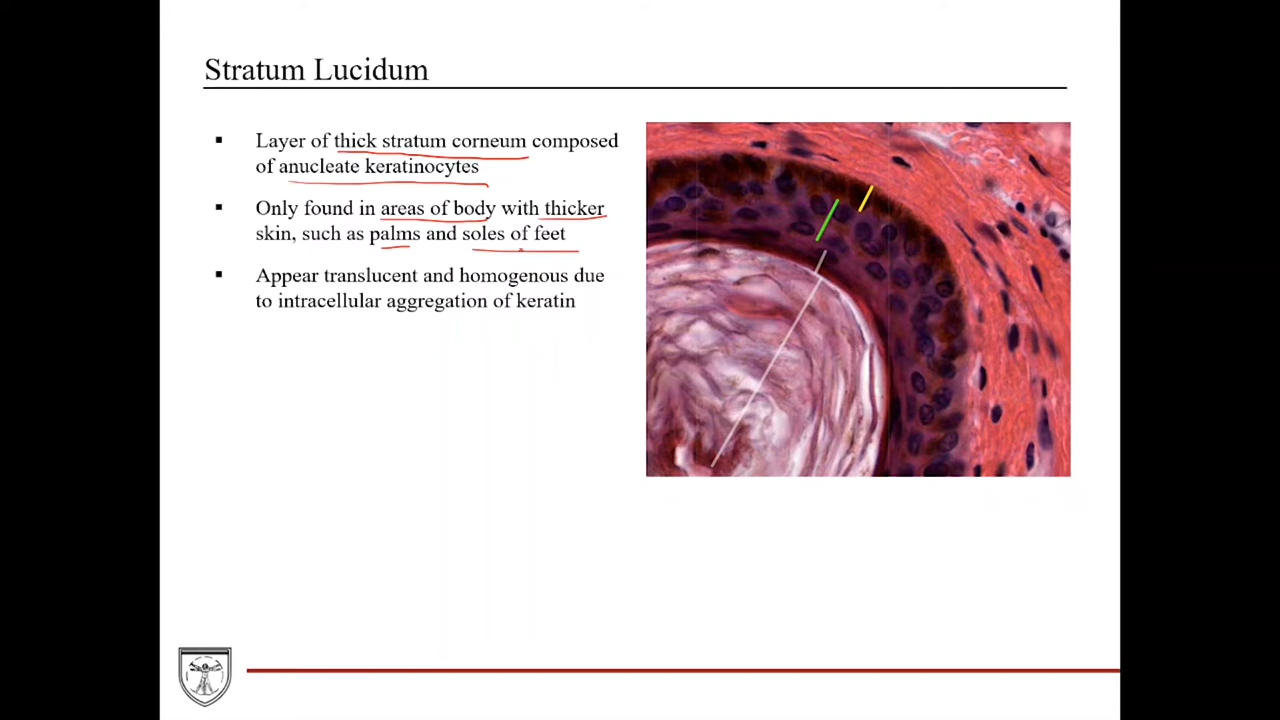 Stratum Lucidum
▪ Layer of thick stratum corneum composed
of anucleate keratinocytes
▪ Only found in areas of body with thicker
skin, such as palms and soles of feet
▪ Appear translucent and homogenous due
to intracellular aggregation of keratin